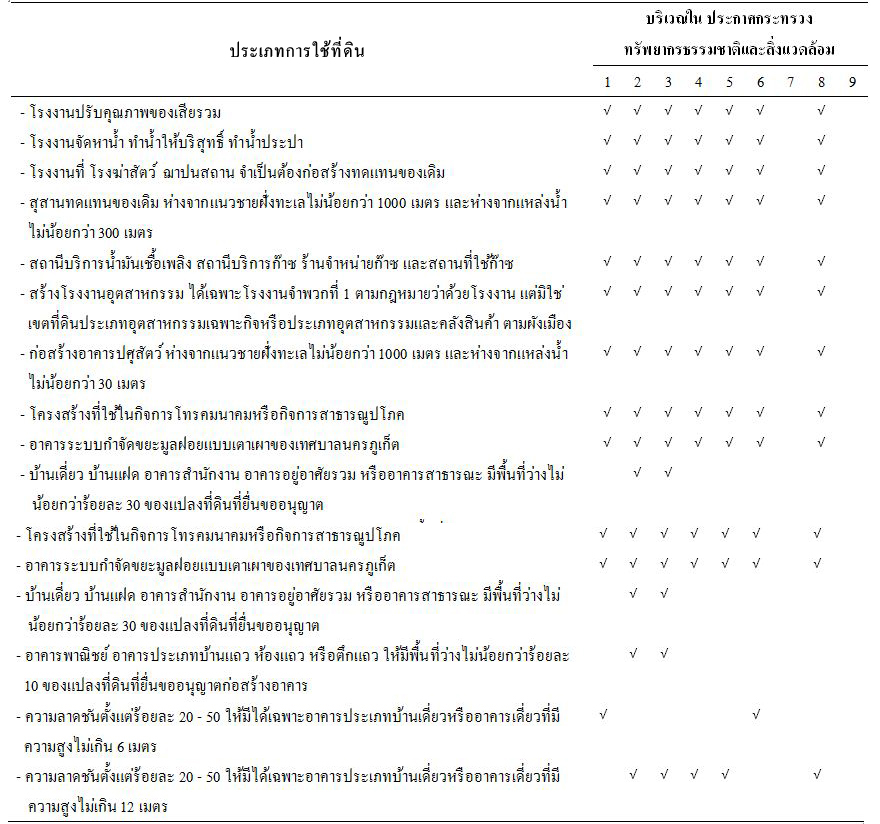 ประเภทการใช้ที่ดิน
บริเวณใน ประกาศกระทรวง
ทรัพยากรธรรมชาติและสิ่งแวดล้อม
1 2 3 4 5 6 7 8 9
- โรงงานปรับคุณภาพของเสียรวม √ √ √ √ √ √ √
- โรงงานจัดหาน้ำ ทำน้ำให้บริสุทธิ์ ทำน้ำประปา √ √ √ √ √ √ √
- โรงงานที่ โรงฆ่าสัตว์ ฌาปนสถาน จำเป็นต้องก่อสร้างทดแทนของเดิม √ √ √ √ √ √ √
- สุสานทดแทนของเดิม ห่างจากแนวชายฝั่งทะเลไม่น้อยกว่า 1000 เมตร และห่างจากแหล่งน้ำ √ √ √ √ √ √ √
ไม่น้อยกว่า 300 เมตร
- สถานีบริการน้ำมันเชื้อเพลิง สถานีบริการก๊าซ ร้านจำหน่ายก๊าซ และสถานที่ใช้ก๊าซ √ √ √ √ √ √ √
- สร้างโรงงานอุตสาหกรรม ได้เฉพาะโรงงานจำพวกที่ 1 ตามกฎหมายว่าด้วยโรงงาน แต่มิใช่ √ √ √ √ √ √ √
เขตที่ดินประเภทอุตสาหกรรมเฉพาะกิจหรือประเภทอุตสาหกรรมและคลังสินค้า ตามผังเมือง
- ก่อสร้างอาคารปศุสัตว์ ห่างจากแนวชายฝั่งทะเลไม่น้อยกว่า 1000 เมตร และห่างจากแหล่งน้ำ √ √ √ √ √ √ √
ไม่น้อยกว่า 30 เมตร
- โครงสร้างที่ใช้ในกิจการโทรคมนาคมหรือกิจการสาธารณูปโภค √ √ √ √ √ √ √
- อาคารระบบกำจัดขยะมูลฝอยแบบเตาเผาของเทศบาลนครภูเก็ต √ √ √ √ √ √ √
- บ้านเดี่ยว บ้านแฝด อาคารสำนักงาน อาคารอยู่อาศัยรวม หรืออาคารสาธารณะ มีพื้นที่ว่างไม่ √ √
น้อยกว่าร้อยละ 30 ของแปลงที่ดินที่ยื่นขออนุญาต
- โครงสร้างที่ใช้ในกิจการโทรคมนาคมหรือกิจการสาธารณูปโภค √ √ √ √ √ √ √
- อาคารระบบกำจัดขยะมูลฝอยแบบเตาเผาของเทศบาลนครภูเก็ต √ √ √ √ √ √ √
- บ้านเดี่ยว บ้านแฝด อาคารสำนักงาน อาคารอยู่อาศัยรวม หรืออาคารสาธารณะ มีพื้นที่ว่างไม่ √ √
น้อยกว่าร้อยละ 30 ของแปลงที่ดินที่ยื่นขออนุญาต
- อาคารพาณิชย์ อาคารประเภทบ้านแถว ห้องแถว หรือตึกแถว ให้มีพื้นที่ว่างไม่น้อยกว่าร้อยละ √ √
10 ของแปลงที่ดินที่ยื่นขออนุญาตก่อสร้างอาคาร
- ความลาดชันตั้งแต่ร้อยละ 20 - 50 ให้มีได้เฉพาะอาคารประเภทบ้านเดี่ยวหรืออาคารเดี่ยวที่มี √ √
ความสูงไม่เกิน 6 เมตร
- ความลาดชันตั้งแต่ร้อยละ 20 - 50 ให้มีได้เฉพาะอาคารประเภทบ้านเดี่ยวหรืออาคารเดี่ยวที่มี √ √ √ √ √
ความสูงไม่เกิน 12 เมตร